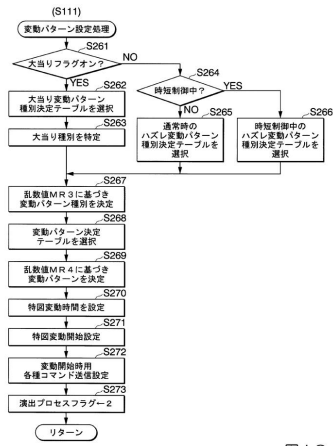 (S111)
変動パターン設定処理
S261
大当りフラグオン？
NO
YES
S262
大当り変動パターン
種別決定テーブルを選択
S263
大当り種別を特定
S264
時短制御中？
YES
NO
S265
通常時の
ハズレ変動パターン
種別決定テーブルを
選択
S266
時短制御中の
ハズレ変動パターン
種別決定テーブルを
選択
S267
乱数値ＭＲ３に基づき
変動パターン種別を決定
S268
変動パターン決定
テーブルを選択
S269
乱数値ＭＲ４に基づき
変動パターンを決定
S270
特図変動時間を設定
S271
特図変動開始設定
S272
変動開始時用
各種コマンド送信設定
S273
演出プロセスフラグ←２
リターン